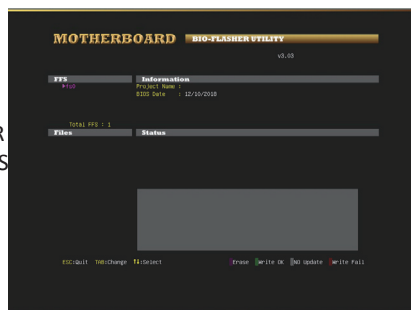 R
S
MOTHERBOARD BIO-FLASHER UTILITY
v3.03
FFS Information
fs0 Project Name :
BIOS Date : 12/10/2018
Total FFS : 1
Files Status
ESC:Quit TAB:Change ↑↓:Select :Erase :Write OK :NO Update :Write Fail